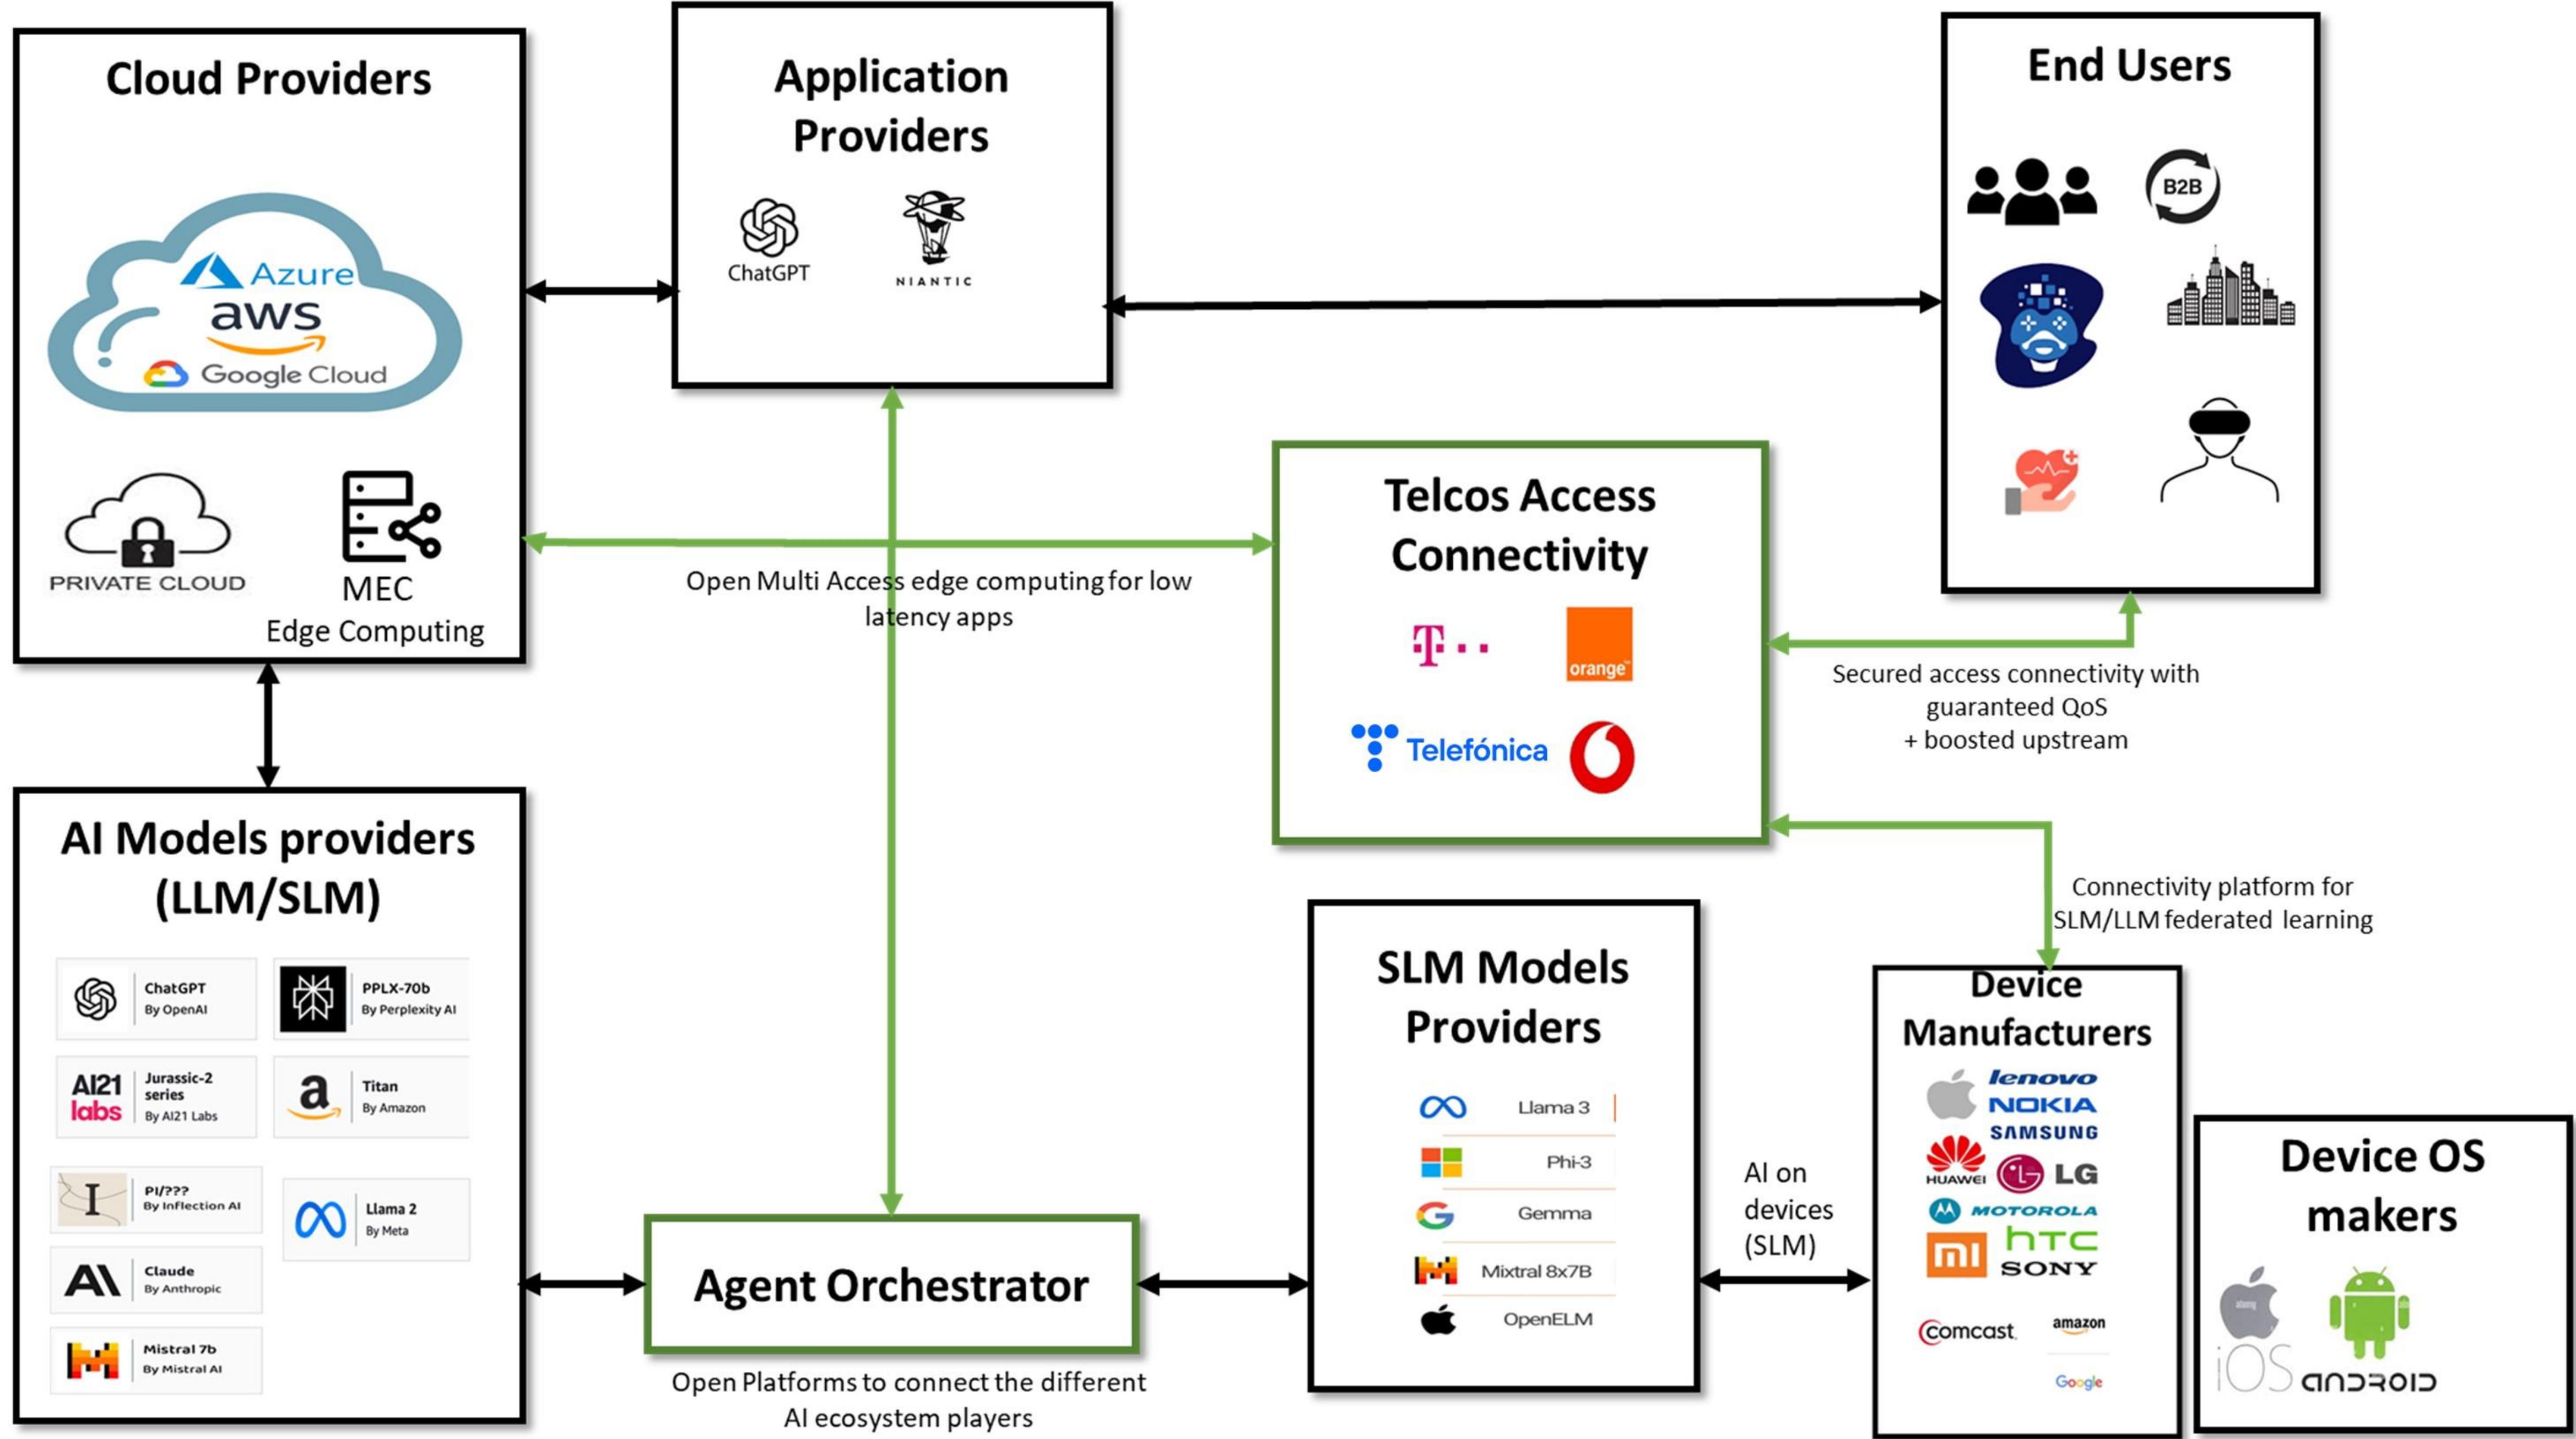 Cloud Providers
Azure
aws
Google Cloud
PRIVATE CLOUD
MEC
Edge Computing
Application
Providers
ChatGPT
NIANTIC
End Users
B2B
Open Multi Access edge computing for low
latency apps
Telcos Access
Connectivity
T
orange™
Telefónica
Secured access connectivity with
guaranteed QoS
+ boosted upstream
Connectivity platform for
SLM/LLM federated learning
AI Models providers
(LLM/SLM)
ChatGPT
By OpenAI
PPLX-70b
By Perplexity AI
AI21
labs
Jurassic-2
series
By AI21 Labs
a
Titan
By Amazon
I
PI/???
By Inflection AI
Llama 2
By Meta
AI
Claude
By Anthropic
Mistral 7b
By Mistral AI
Agent Orchestrator
Open Platforms to connect the different
AI ecosystem players
SLM Models
Providers
Llama 3
Phi-3
Gemma
Mixtral 8x7B
OpenELM
AI on
devices
(SLM)
Device
Manufacturers
lenovo
NOKIA
SAMSUNG
HUAWEI
LG
MOTOROLA
mi
hTC
SONY
Comcast
amazon
Google
Device OS
makers
iOS
ANDROID